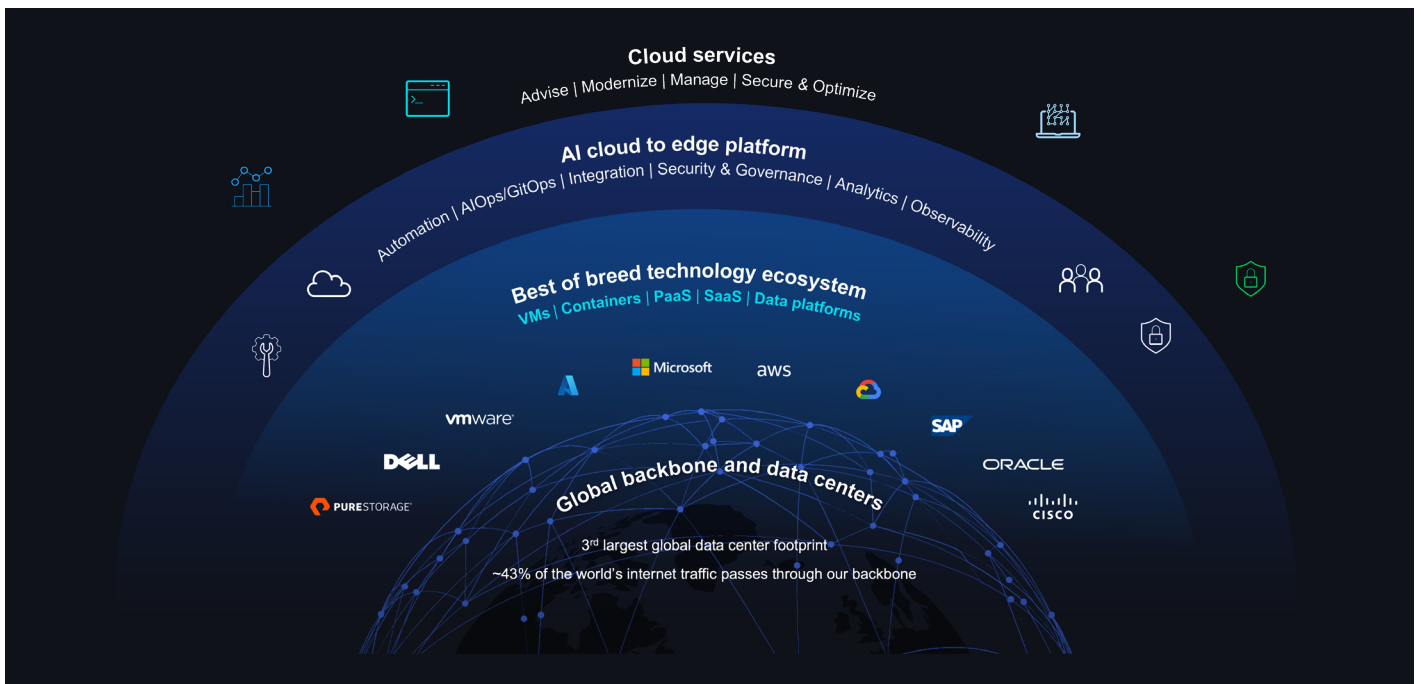 Cloud services
Advise | Modernize | Manage | Secure & Optimize
AI cloud to edge platform
Automation | AIOps/GitOps | Integration | Security & Governance | Analytics | Observability
Best of breed technology ecosystem
VMs | Containers | PaaS | SaaS | Data platforms
Microsoft
aws
vmware®
SAP
DELL
ORACLE
PURESTORAGE®
CISCO
Global backbone and data centers
3rd largest global data center footprint
~43% of the world's internet traffic passes through our backbone